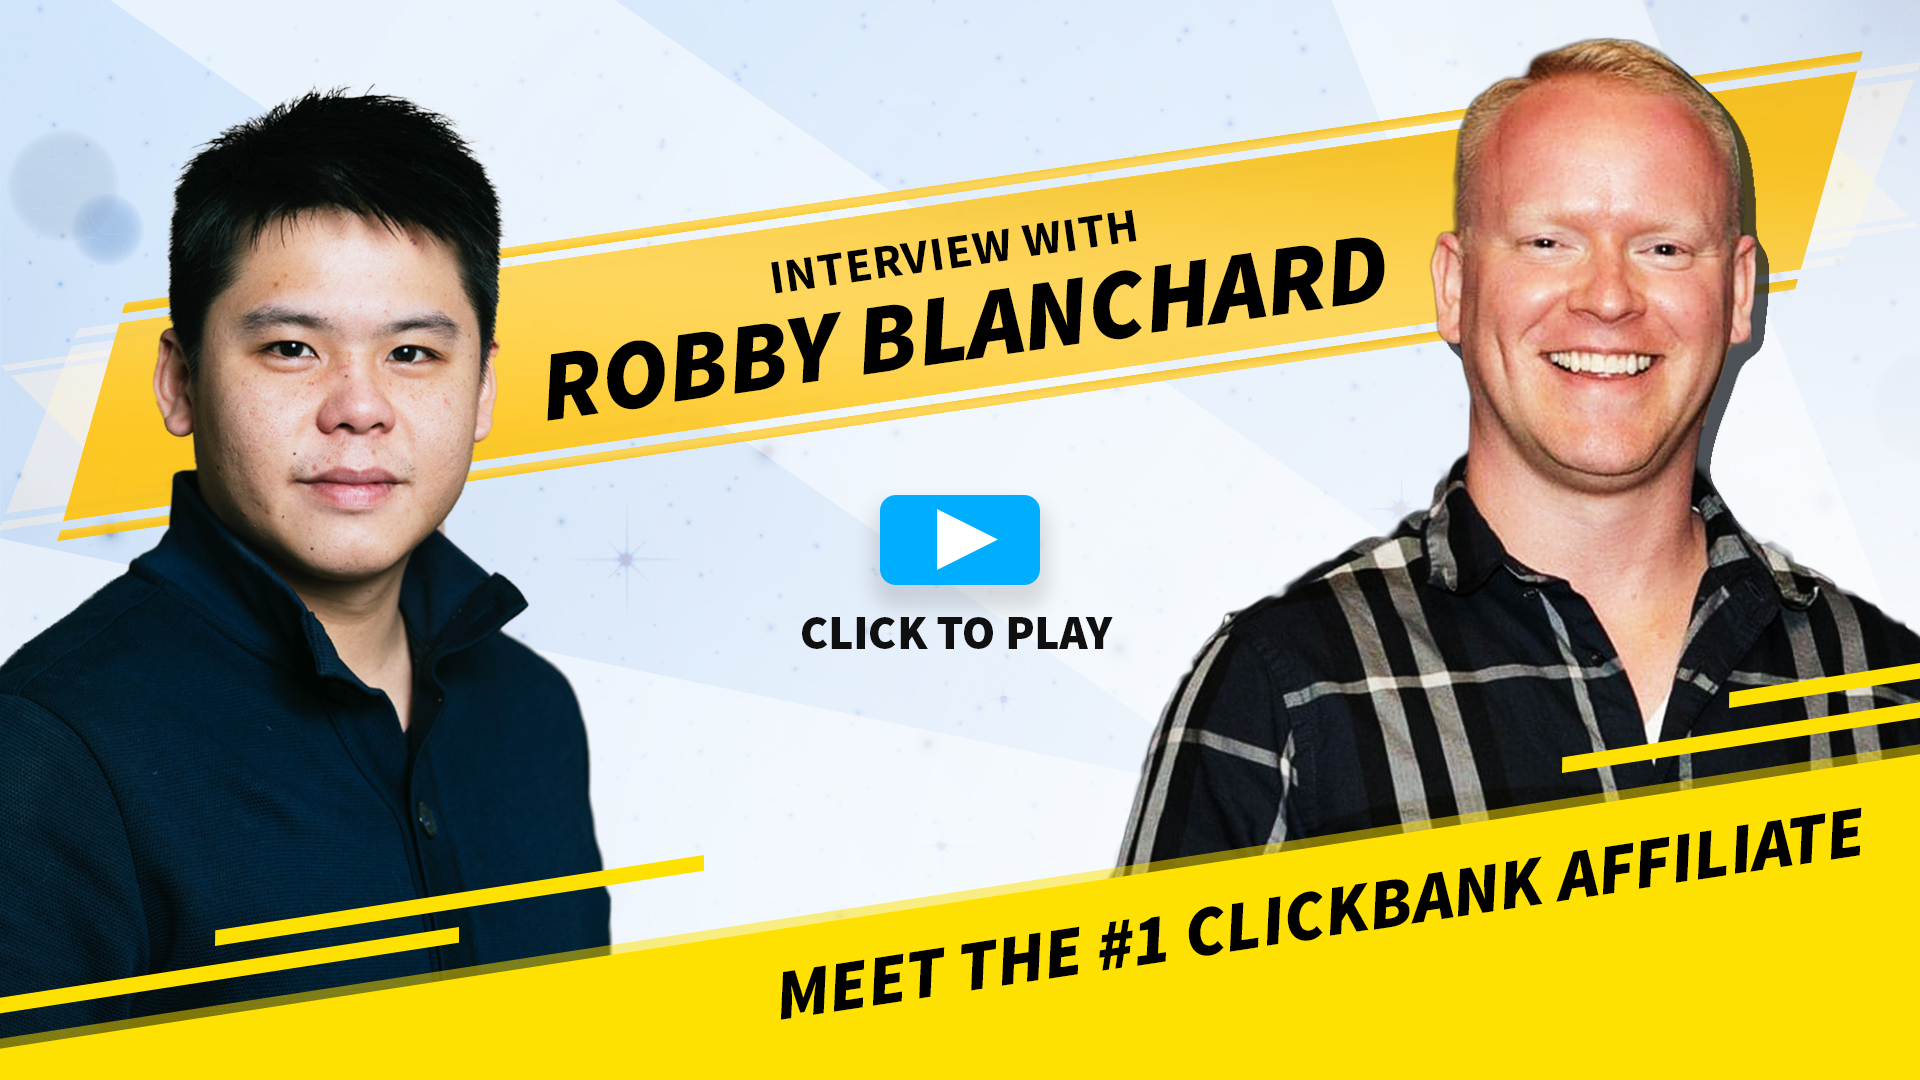 INTERVIEW WITH
ROBBY BLANCHARD
CLICK TO PLAY
MEET THE #1 CLICKBANK AFFILIATE